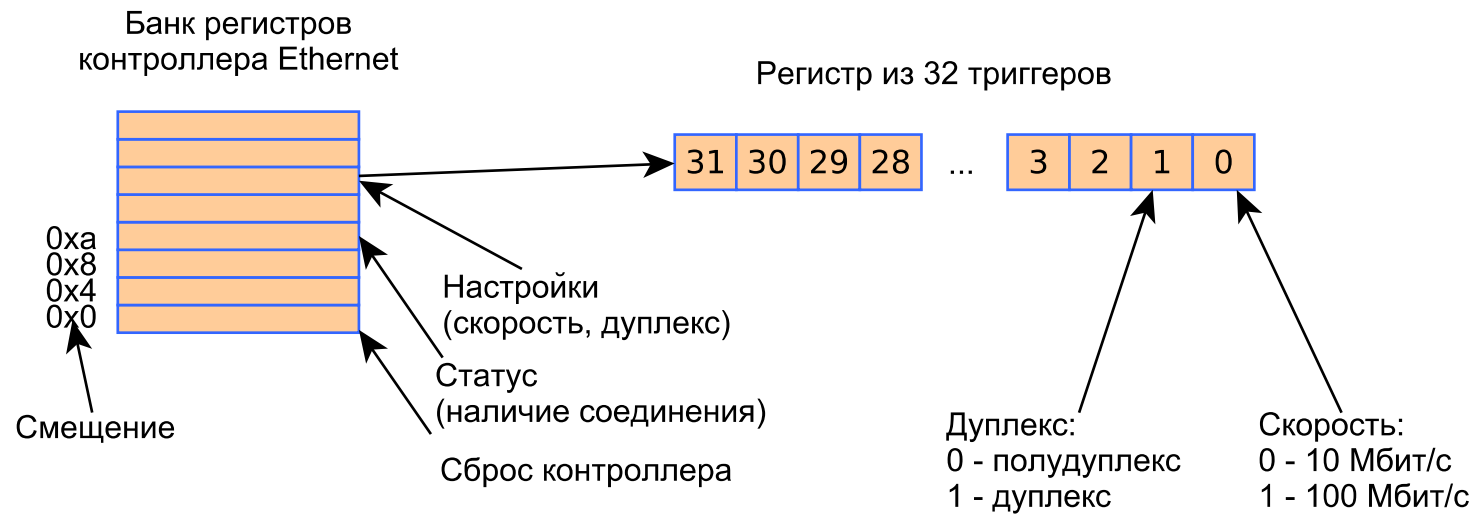 Банк регистров
контроллера Ethernet
Регистр из 32 триггеров
31 30 29 28 ... 3 2 1 0
0xa
0x8
0x4
0x0
Смещение
Настройки
(скорость, дуплекс)
Статус
(наличие соединения)
Сброс контроллера
Дуплекс:
0 - полудуплекс
1 - дуплекс
Скорость:
0 - 10 Мбит/с
1 - 100 Мбит/с